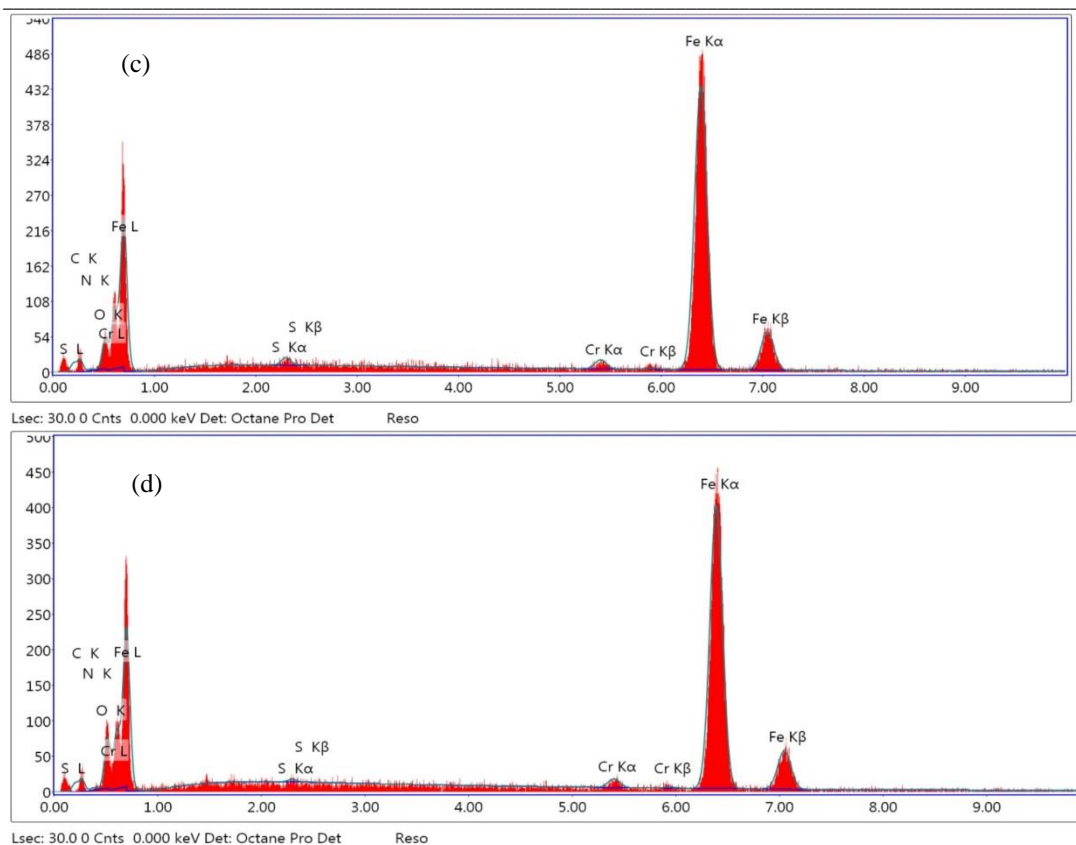 540
(c)
486
432
378
324
270
216
162
108
54
0
Fe Kα
Fe L
C K
N K
O K
Cr L
S L
S Kβ
S Kα
Cr Kα
Cr Kβ
Fe Kβ
0.00 1.00 2.00 3.00 4.00 5.00 6.00 7.00 8.00 9.00
Lsec: 30.0 0 Cnts 0.000 keV Det: Octane Pro Det Reso
500
(d)
450
400
350
300
250
200
150
100
50
0
Fe Kα
C K
Fe L
N K
O K
Cr L
S L
S Kβ
S Kα
Cr Kα
Cr Kβ
Fe Kβ
0.00 1.00 2.00 3.00 4.00 5.00 6.00 7.00 8.00 9.00
Lsec: 30.0 0 Cnts 0.000 keV Det: Octane Pro Det Reso